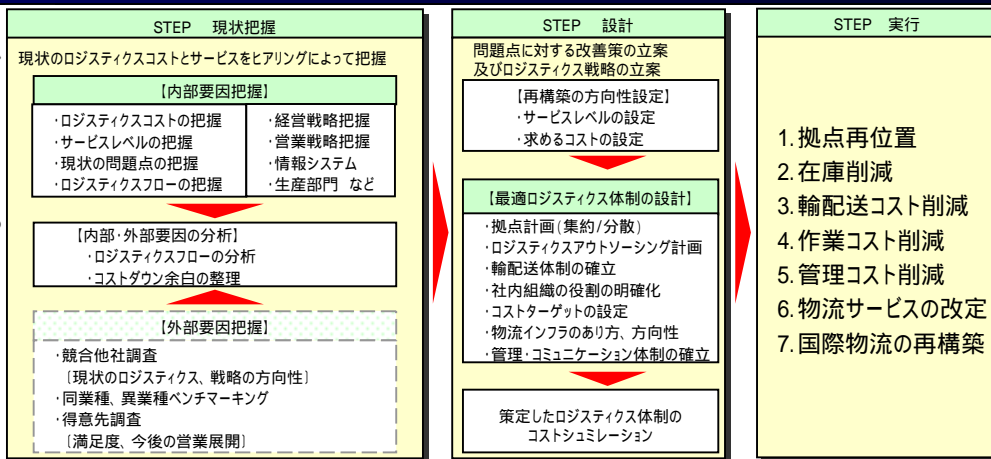 STEP 現状把握
現状のロジスティクスコストとサービスをヒアリングによって把握
【内部要因把握】
・ロジスティクスコストの把握
・サービスレベルの把握
・現状の問題点の把握
・ロジスティクスフローの把握
・経営戦略把握
・営業戦略把握
・情報システム
・生産部門 など
【内部・外部要因の分析】
・ロジスティクスフローの分析
・コストダウン余白の整理
【外部要因把握】
・競合他社調査
〔現状のロジスティクス、戦略の方向性〕
・同業種、異業種ベンチマーキング
・得意先調査
〔満足度、今後の営業展開〕
STEP 設計
問題点に対する改善策の立案
及びロジスティクス戦略の立案
【再構築の方向性設定】
・サービスレベルの設定
・求めるコストの設定
【最適ロジスティクス体制の設計】
・拠点計画(集約/分散)
・ロジスティクスアウトソーシング計画
・輸配送体制の確立
・社内組織の役割の明確化
・コストターゲットの設定
・物流インフラのあり方、方向性
・管理・コミュニケーション体制の確立
策定したロジスティクス体制の
コストシュミレーション
STEP 実行
1.拠点再位置
2.在庫削減
3.輸配送コスト削減
4.作業コスト削減
5.管理コスト削減
6.物流サービスの改定
7.国際物流の再構築